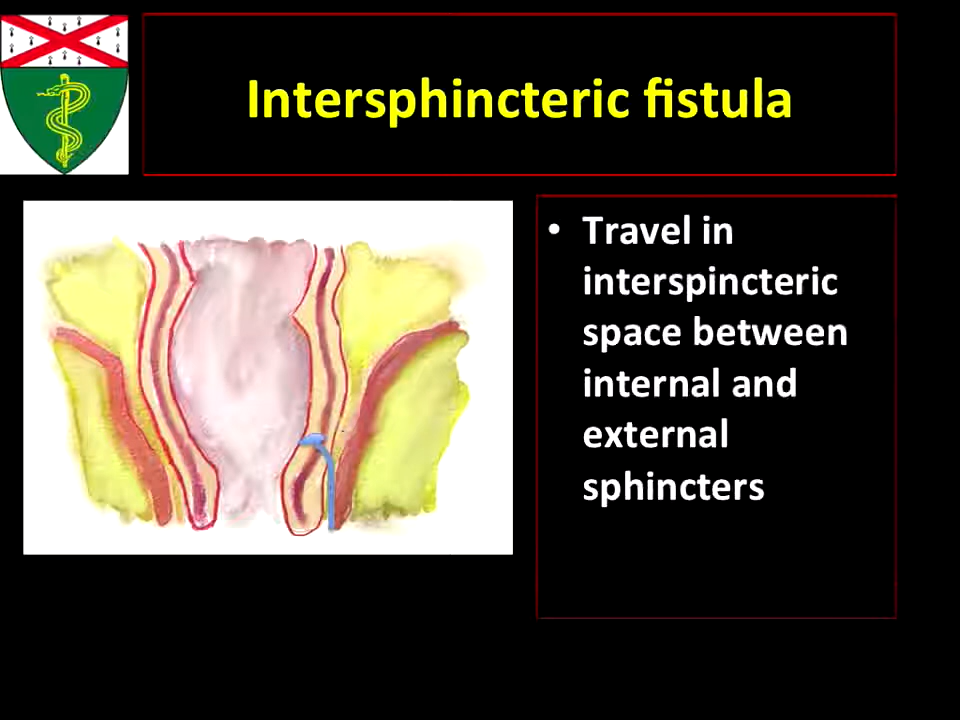 Intersphincteric fistula
• Travel in
interspincteric
space between
internal and
external
sphincters